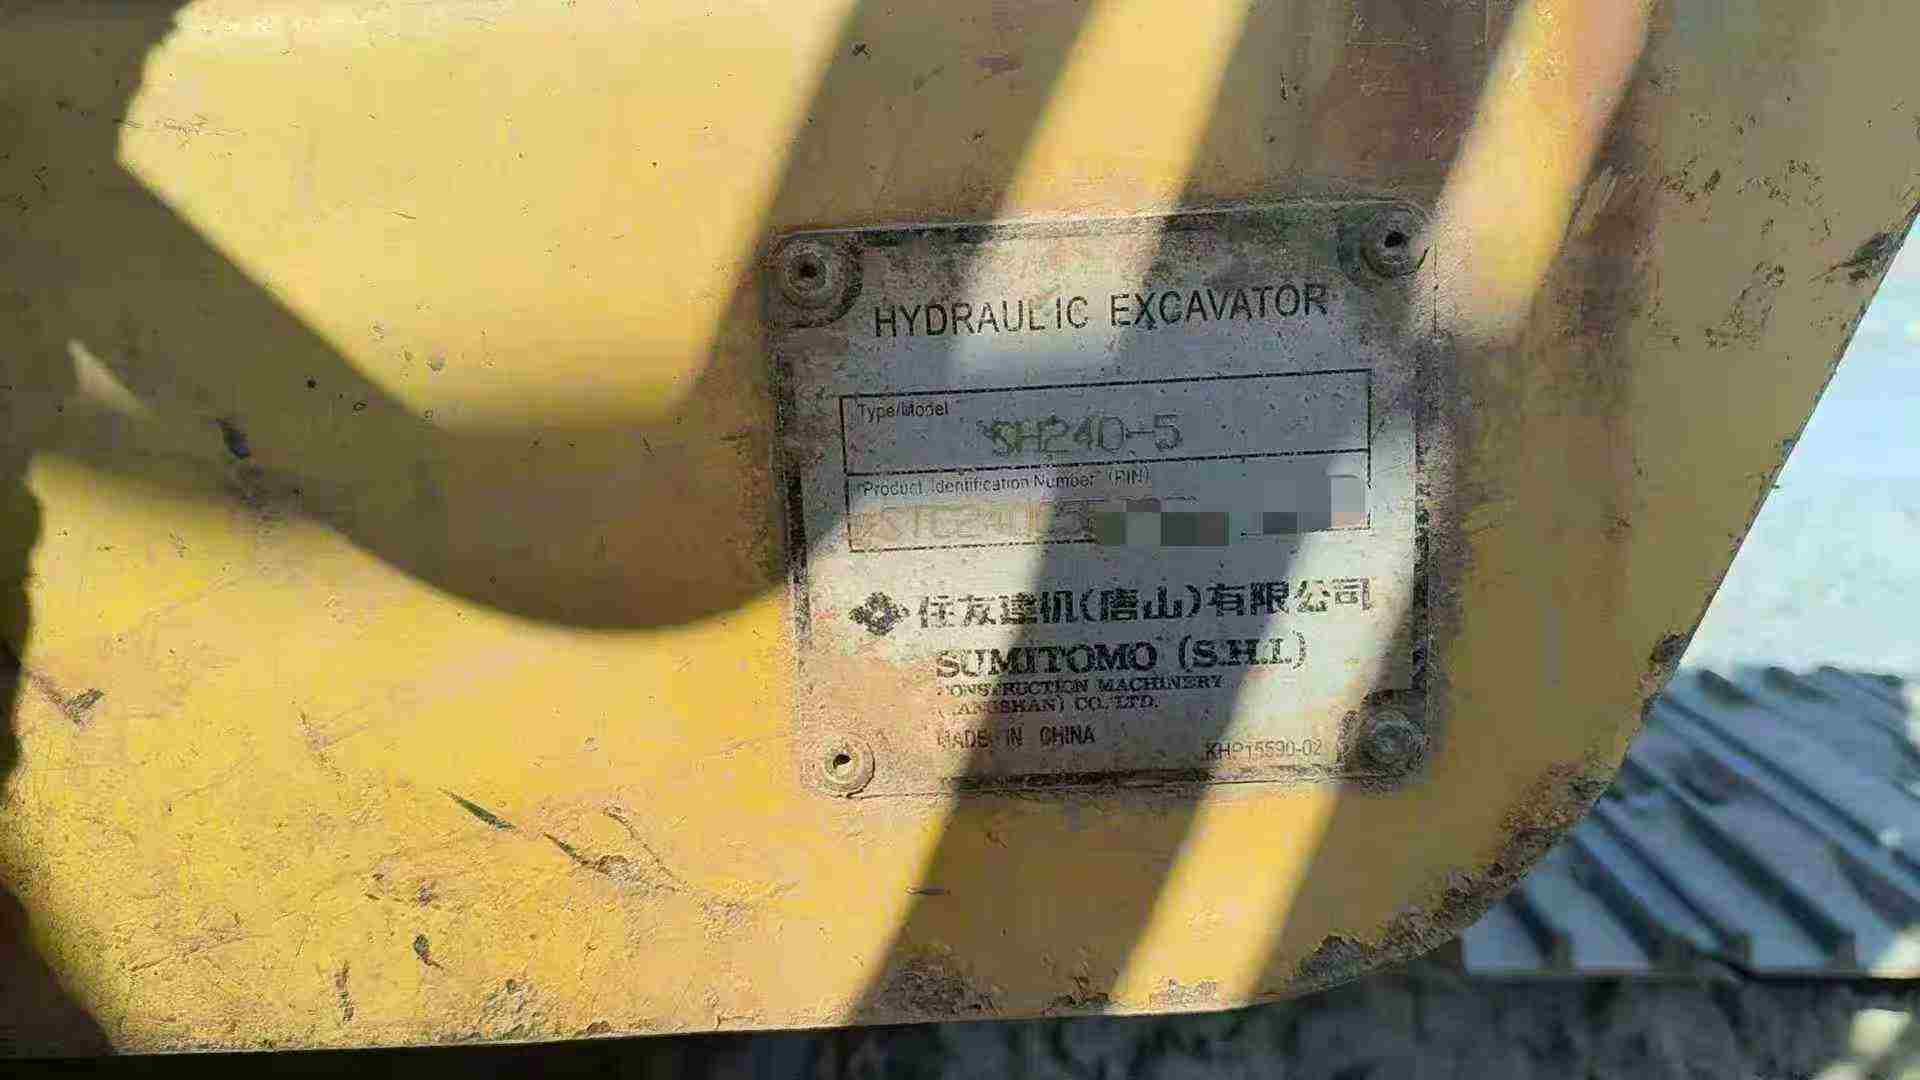 HYDRAULIC EXCAVATOR
Type/Model
SH240-5
Product Identification Number (PIN)
住友建机(唐山)有限公司
SUMITOMO (S.H.I.)
CONSTRUCTION MACHINERY
(TANGSHAN) CO., LTD.
MADE IN CHINA
KHP15590-02